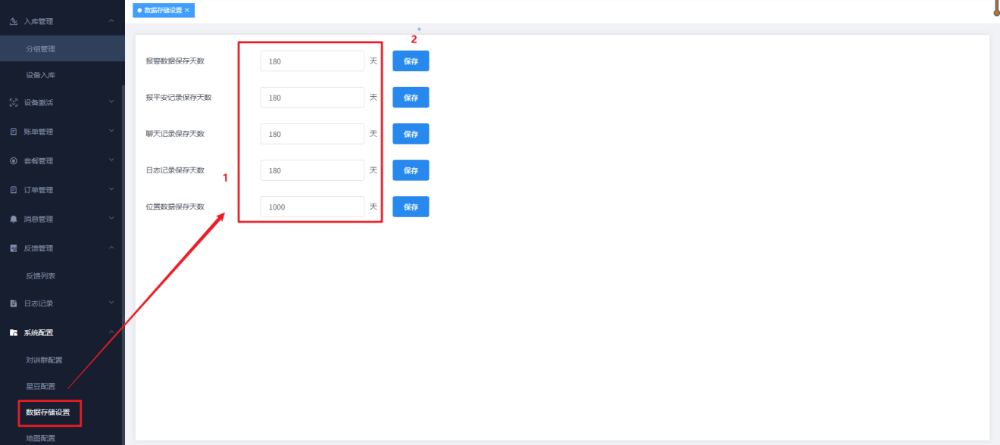 入库管理
分组管理
设备入库
设备激活
账单管理
套餐管理
订单管理
消息管理
反馈管理
反馈列表
日志记录
系统配置
对讲群配置
星豆配置
数据存储设置
地图配置
数据存储设置 ×
2
报警数据保存天数 180 天 保存
报平安记录保存天数 180 天 保存
聊天记录保存天数 180 天 保存
日志记录保存天数 180 天 保存
1
位置数据保存天数 1000 天 保存